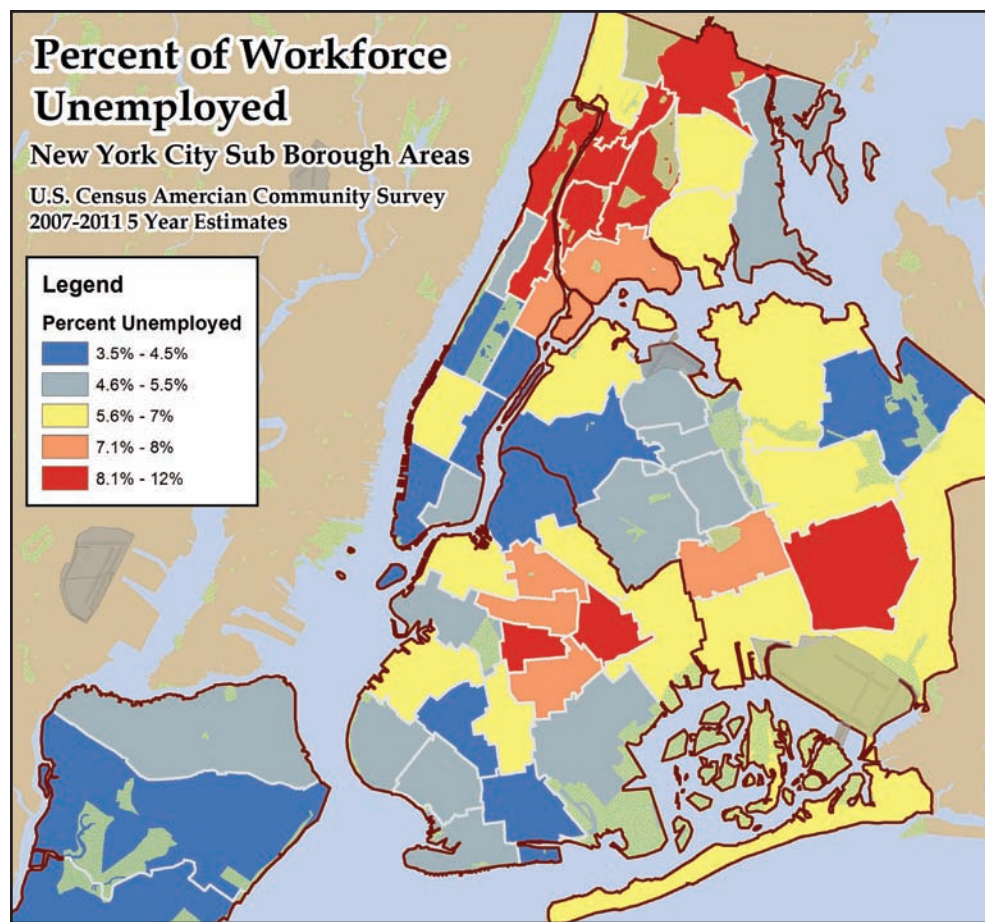 Percent of Workforce
Unemployed
New York City Sub Borough Areas
U.S. Census Amercian Community Survey
2007-2011 5 Year Estimates
Legend
Percent Unemployed
3.5% - 4.5%
4.6% - 5.5%
5.6% - 7%
7.1% - 8%
8.1% - 12%